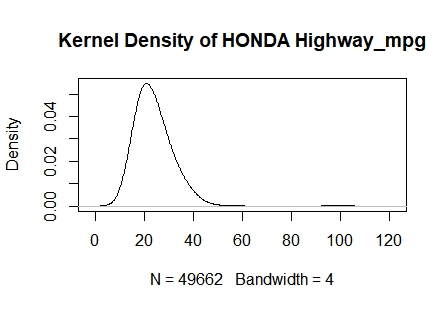 Kernel Density of HONDA Highway_mpg
Density
0.00 0.02 0.04
0 20 40 60 80 100 120
N = 49662 Bandwidth = 4